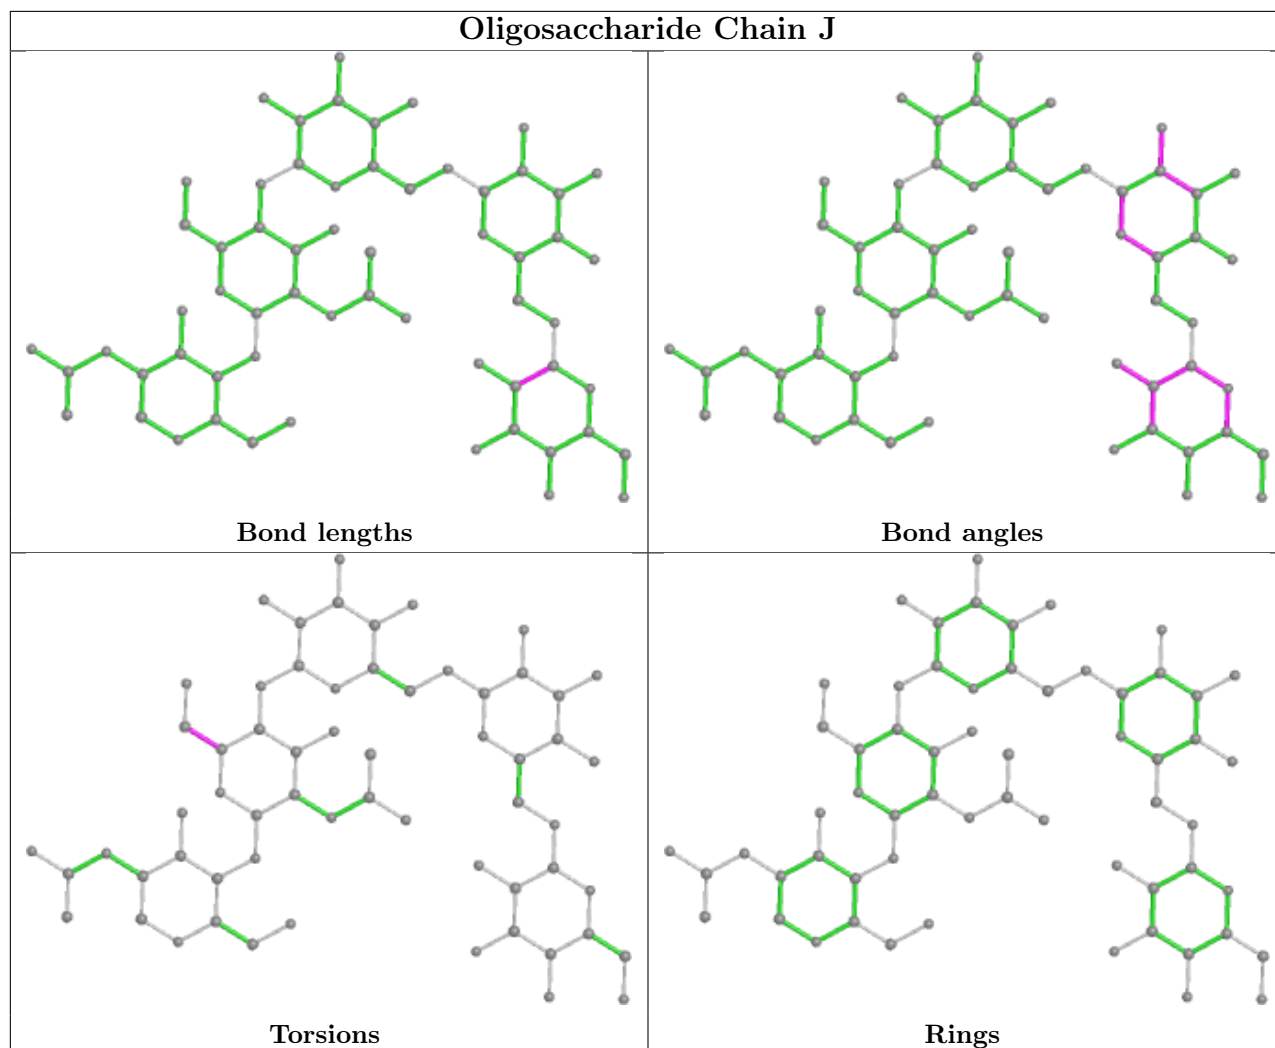 Oligosaccharide Chain J
Bond lengths
Bond angles
Torsions
Rings